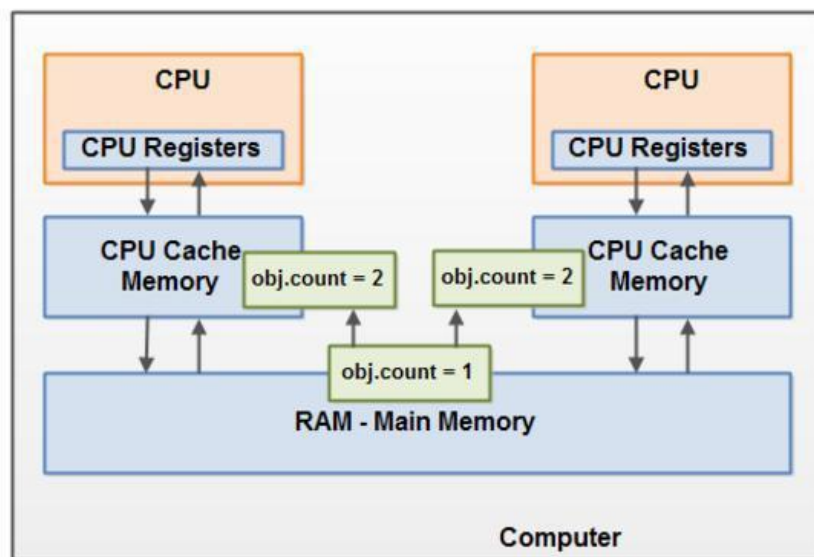 CPU
CPU Registers
CPU Cache
Memory
obj.count = 2
CPU
CPU Registers
CPU Cache
Memory
obj.count = 2
obj.count = 1
RAM - Main Memory
Computer